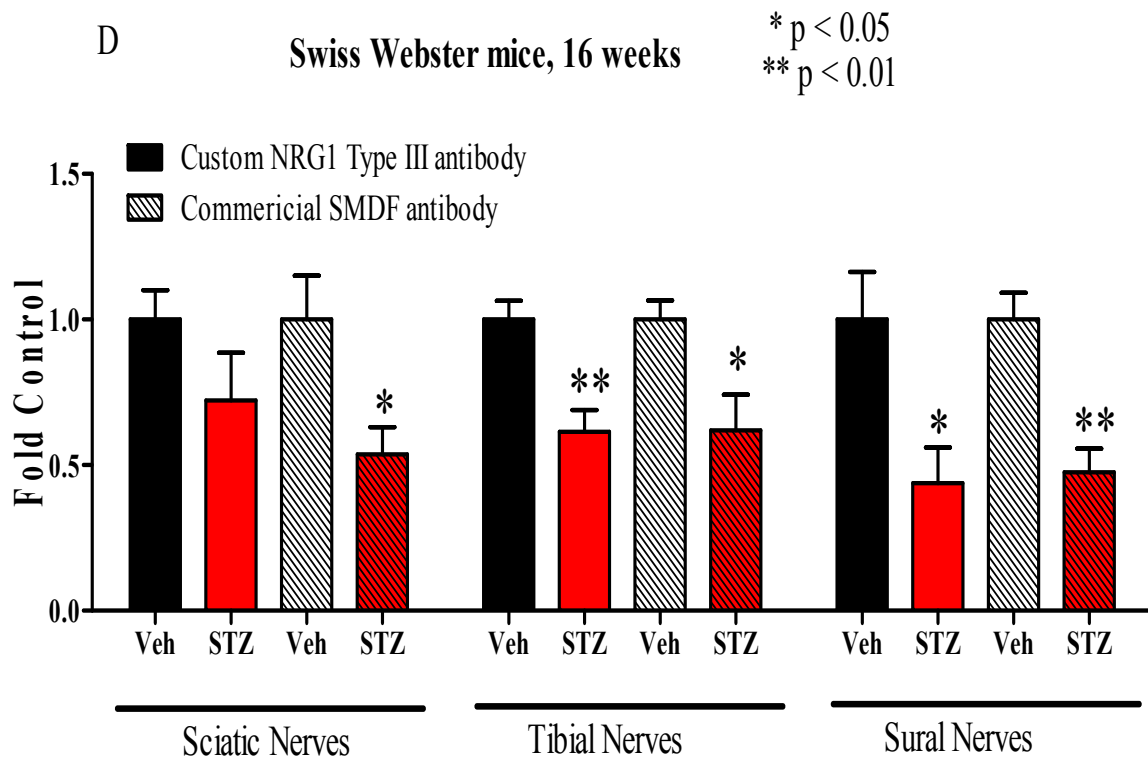 D
Swiss Webster mice, 16 weeks
* p < 0.05
** p < 0.01
Custom NRG1 Type III antibody
Commericial SMDF antibody
Fold Control
1.5
1.0
0.5
0.0
*
**
*
*
**
Veh STZ Veh STZ Veh STZ Veh STZ Veh STZ Veh STZ
Sciatic Nerves Tibial Nerves Sural Nerves